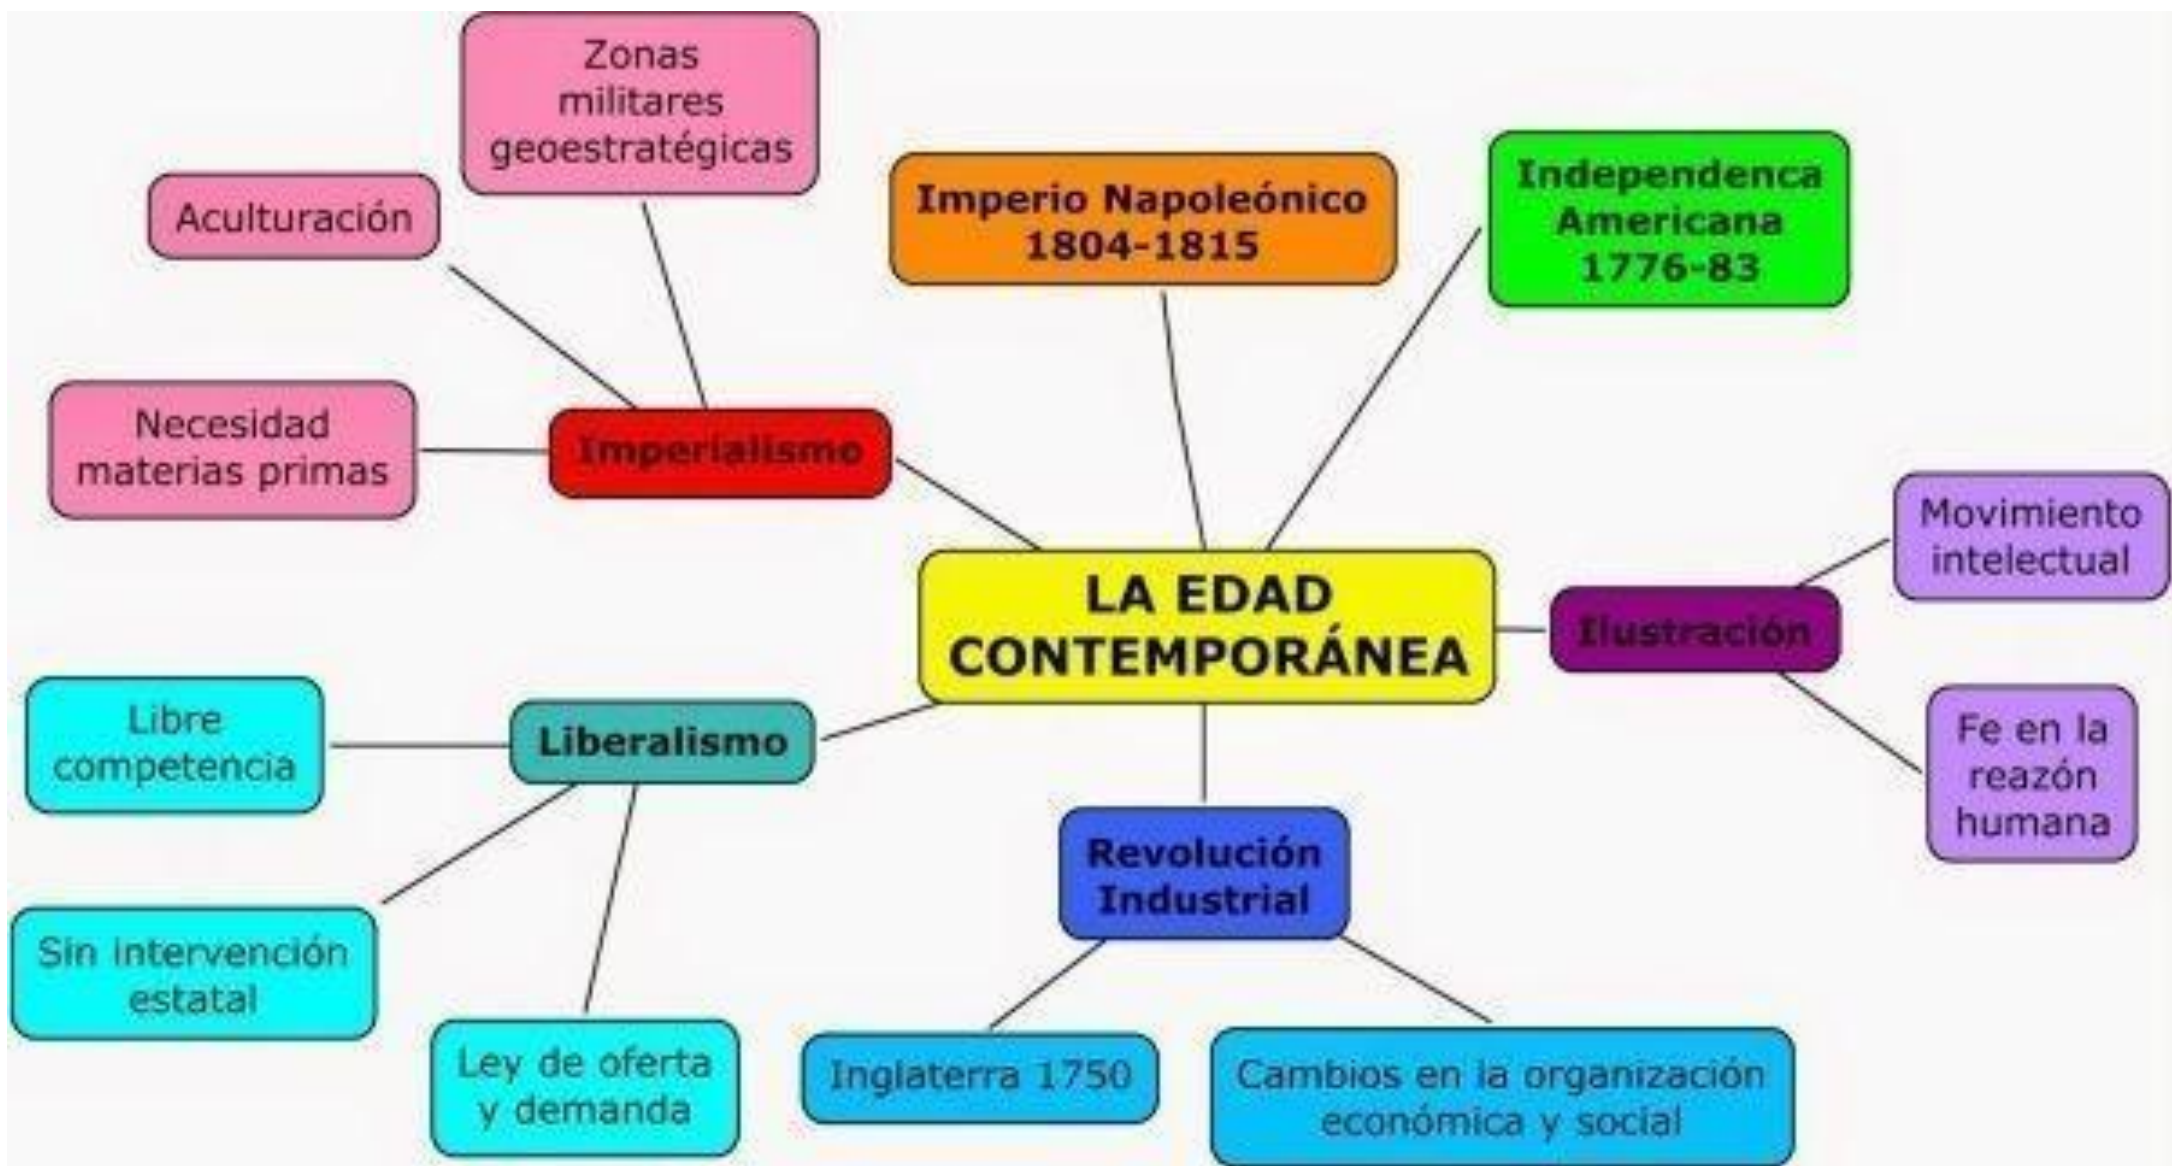 Zonas
militares
geoestratégicas
Aculturación
Imperio Napoleónico
1804-1815
Independenca
Americana
1776-83
Necesidad
materias primas
Imperialismo
LA EDAD
CONTEMPORÁNEA
Movimiento
intelectual
Ilustración
Fe en la
reazón
humana
Libre
competencia
Liberalismo
Revolución
Industrial
Sin intervención
estatal
Ley de oferta
y demanda
Inglaterra 1750
Cambios en la organización
económica y social